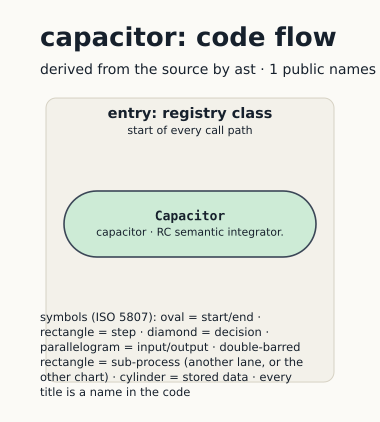 capacitor: code flow
derived from the source by ast · 1 public names
entry: registry class
start of every call path
Capacitor
capacitor · RC semantic integrator.
symbols (ISO 5807): oval = start/end ·
rectangle = step · diamond = decision ·
parallelogram = input/output · double-barred
rectangle = sub-process (another lane, or the
other chart) · cylinder = stored data · every
title is a name in the code